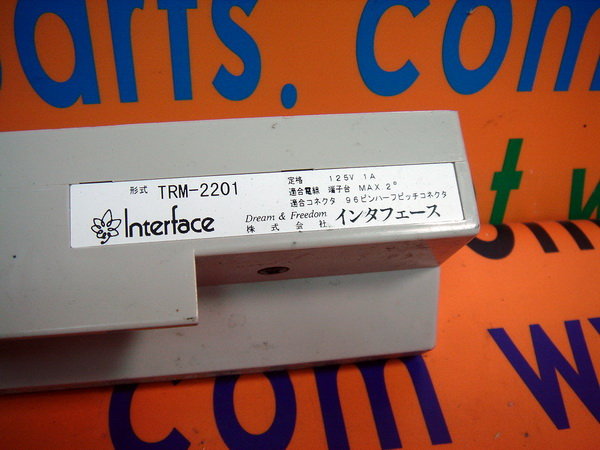 arts. co
形式 TRM-2201
定格 125V 1A
適合電線 端子台 MAX 2°
適合コネクタ 96ピンハーフピッチコネクタ
Interface
Dream & Freedom
株式会社 インタフェース
com w